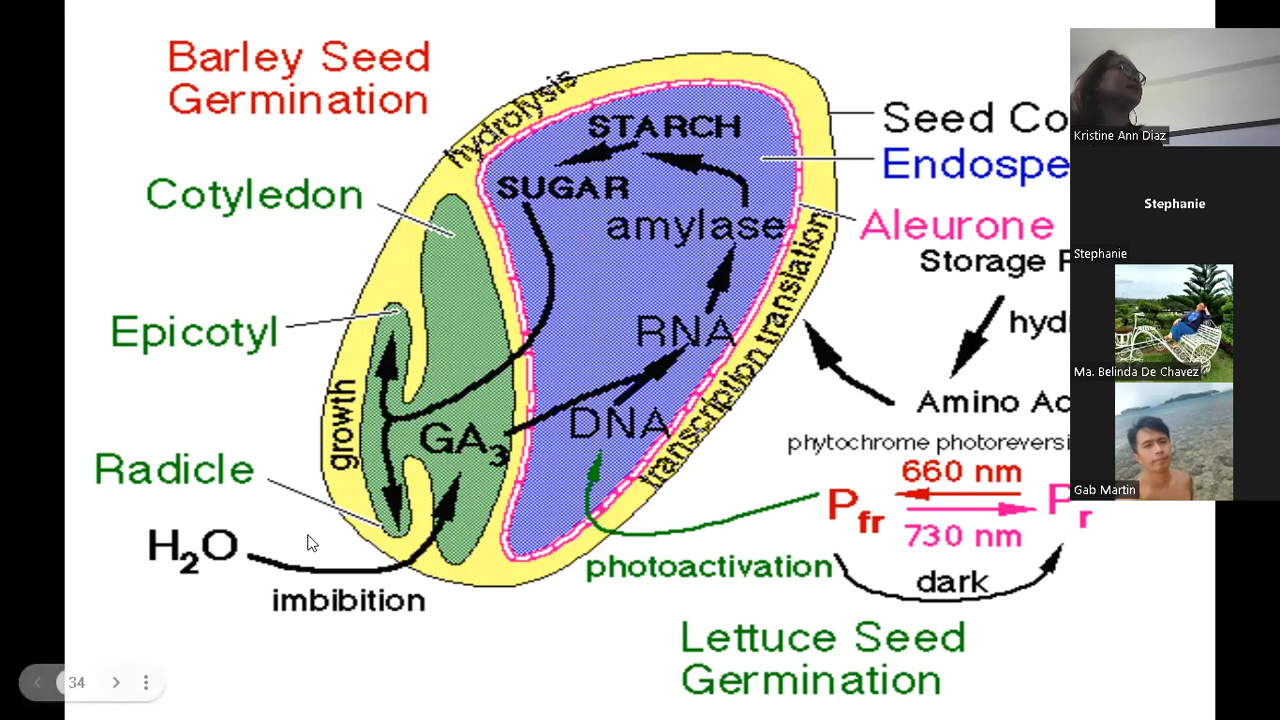 Barley Seed
Germination
Cotyledon
Epicotyl
Radicle
H2O
imbibition
growth
hydrolysis
STARCH
SUGAR
amylase
RNA
DNA
GA3
transcription translation
Seed Co
Endospe
Aleurone
Storage
hyd
Amino Ac
phytochrome photoreversi
660 nm
Pfr
Pr
730 nm
dark
photoactivation
Lettuce Seed
Germination
Kristine Ann Diaz
Stephanie
Stephanie
Ma. Belinda De Chavez
Gab Martin
34